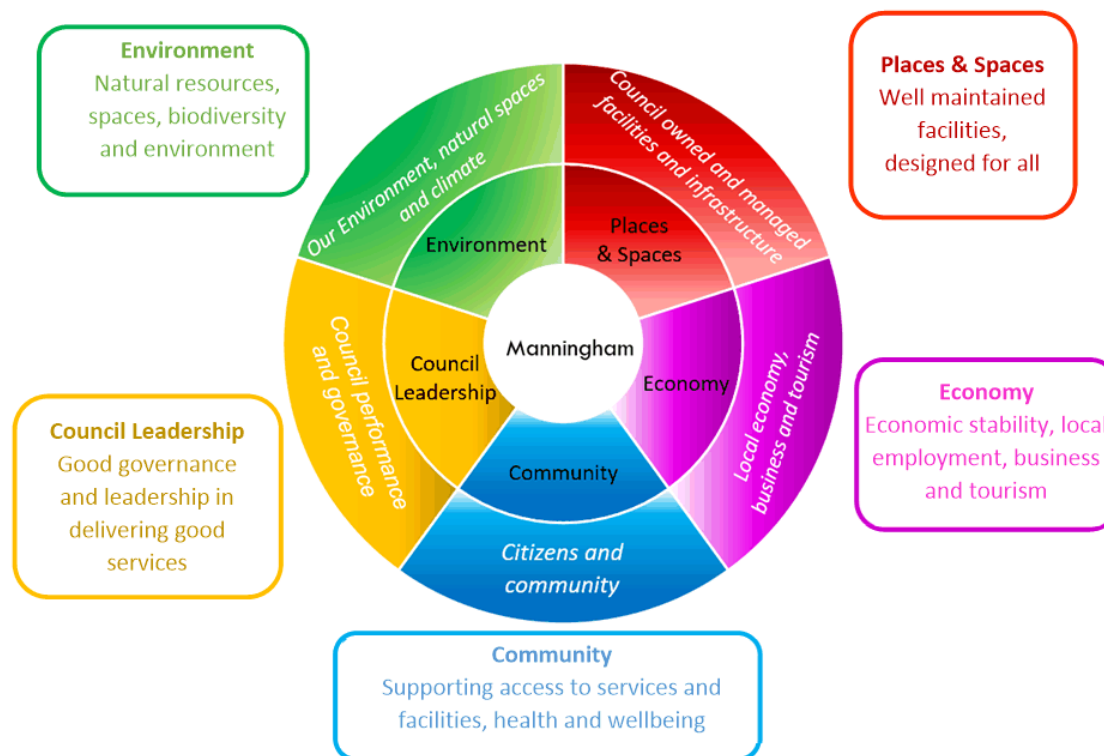 Environment
Natural resources,
spaces, biodiversity
and environment
Places & Spaces
Well maintained
facilities,
designed for all
Our Environment, natural spaces
and climate
Council owned and managed
facilities and infrastructure
Environment
Places
& Spaces
Manningham
Council
Leadership
Economy
Community
Council performance
and governance
Local economy,
business and tourism
Citizens and
community
Council Leadership
Good governance
and leadership in
delivering good
services
Economy
Economic stability, local
employment, business
and tourism
Community
Supporting access to services and
facilities, health and wellbeing